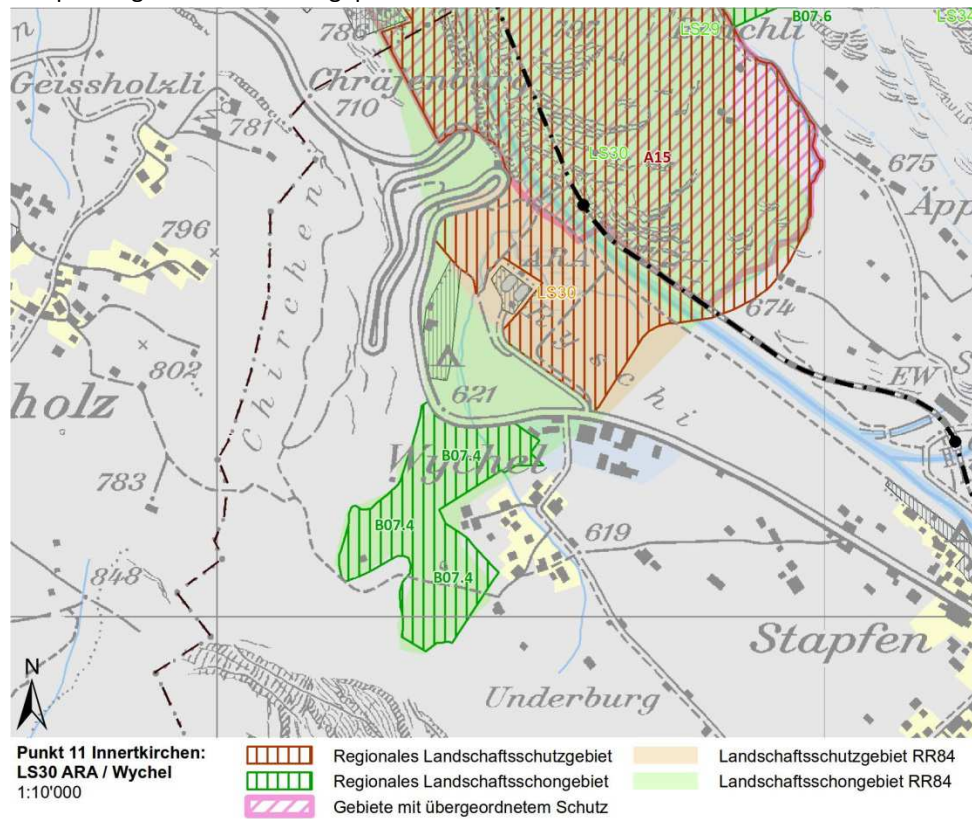 786
797
B07.6
LS29
Geissholzli
710
781
LS30
A15
675
Äpp
796
ARA
LS30
674
802
621
EW
holz
Chirchen
Wychel
783
B07.4
B07.4
619
B07.4
848
Stapfen
Underburg
N
Punkt 11 Innertkirchen:
LS30 ARA / Wychel
1:10'000
Regionales Landschaftsschutzgebiet
Landschaftsschutzgebiet RR84
Regionales Landschaftsschongebiet
Landschaftsschongebiet RR84
Gebiete mit übergeordnetem Schutz